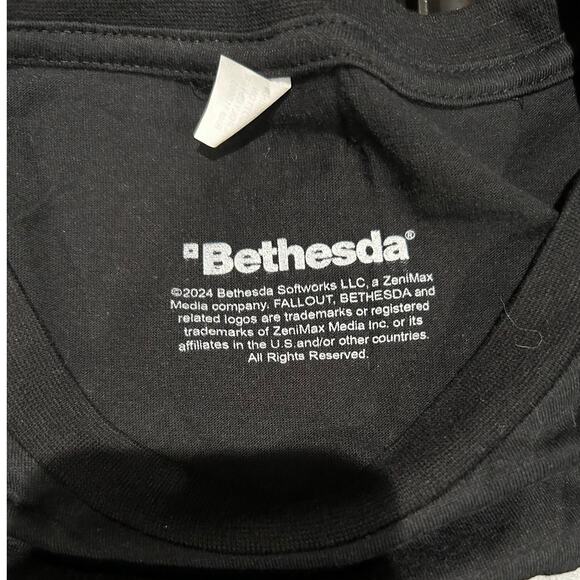 Bethesda®
©2024 Bethesda Softworks LLC, a ZeniMax
Media company. FALLOUT, BETHESDA and
related logos are trademarks or registered
trademarks of ZeniMax Media Inc. or its
affiliates in the U.S.and/or other countries.
All Rights Reserved.